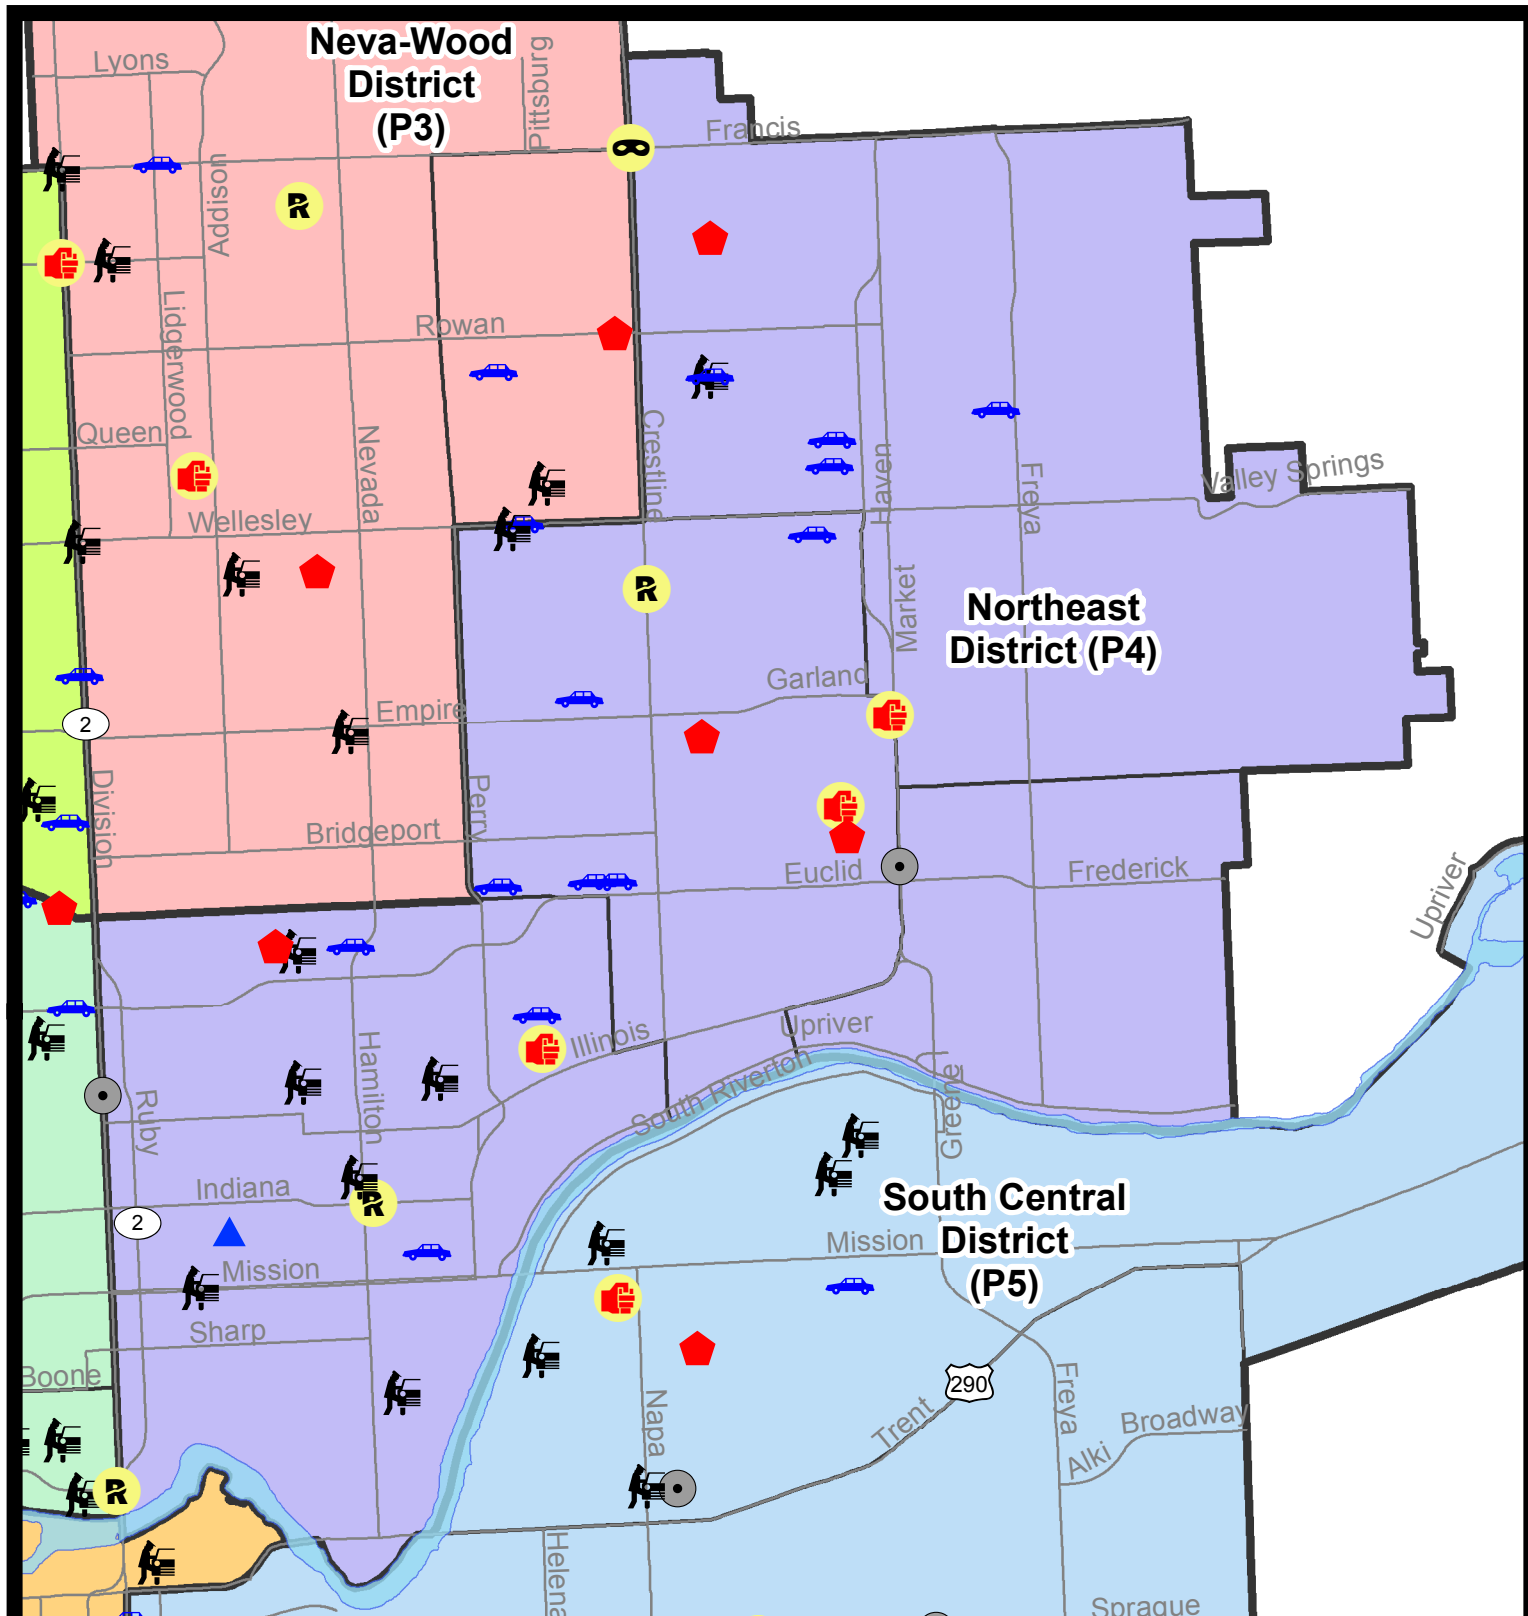 Neva-Wood
District
(P3)
Lyons
Pittsburg
Francis
Addison
R
Lidgerwood
Rowan
Queen
Nevada
Crestline
Haven
Freya
Valley Springs
Wellesley
R
Market
Northeast
District (P4)
Garland
Empire
2
Division
Perry
Bridgeport
Euclid
Frederick
Upriver
Hamilton
Illinois
Upriver
Ruby
South Riverton
Greene
Indiana
R
2
South Central
District
(P5)
Mission
Mission
Sharp
Boone
290
Freya
Napa
Trent
Broadway
Alki
R
Helena
Sprague